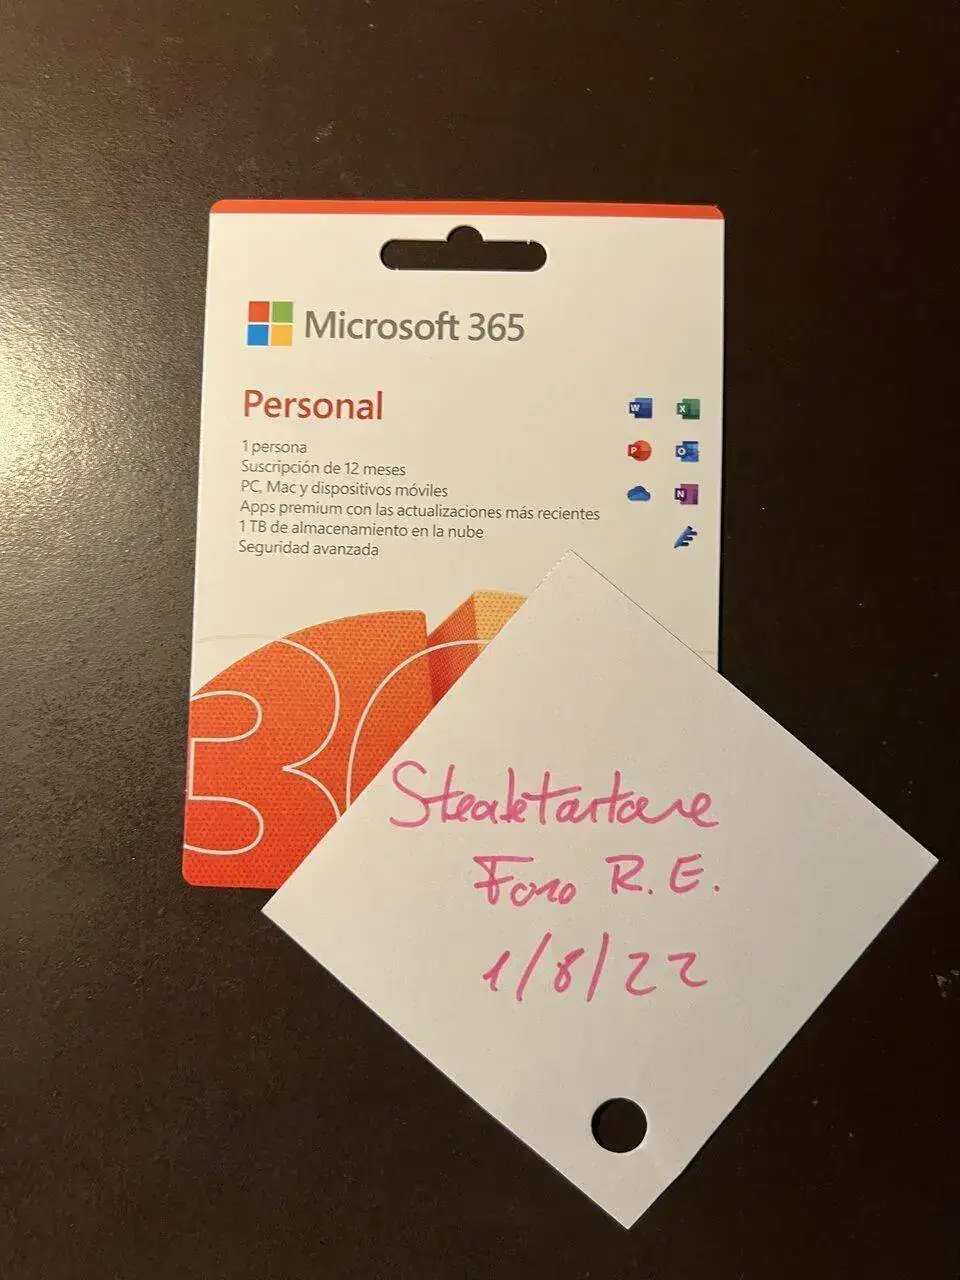 Microsoft 365
Personal
1 persona
Suscripción de 12 meses
PC, Mac y dispositivos móviles
Apps premium con las actualizaciones más recientes
1 TB de almacenamiento en la nube
Seguridad avanzada
W X
P O
N
36
Steaktartare
Foro R.E.
1/8/22